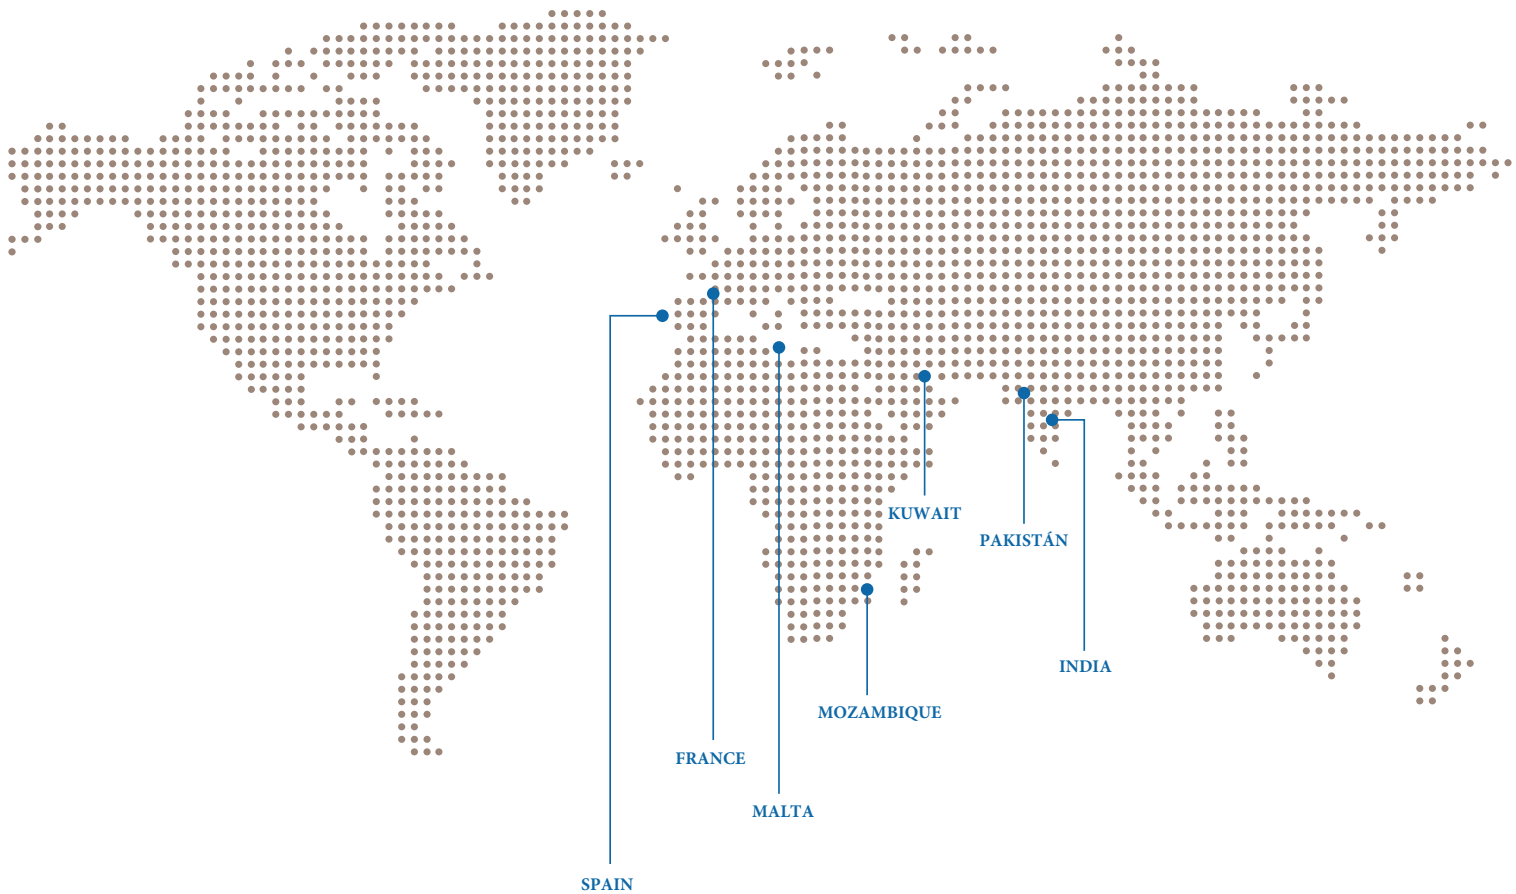 KUWAIT
PAKISTÁN
INDIA
MOZAMBIQUE
FRANCE
MALTA
SPAIN